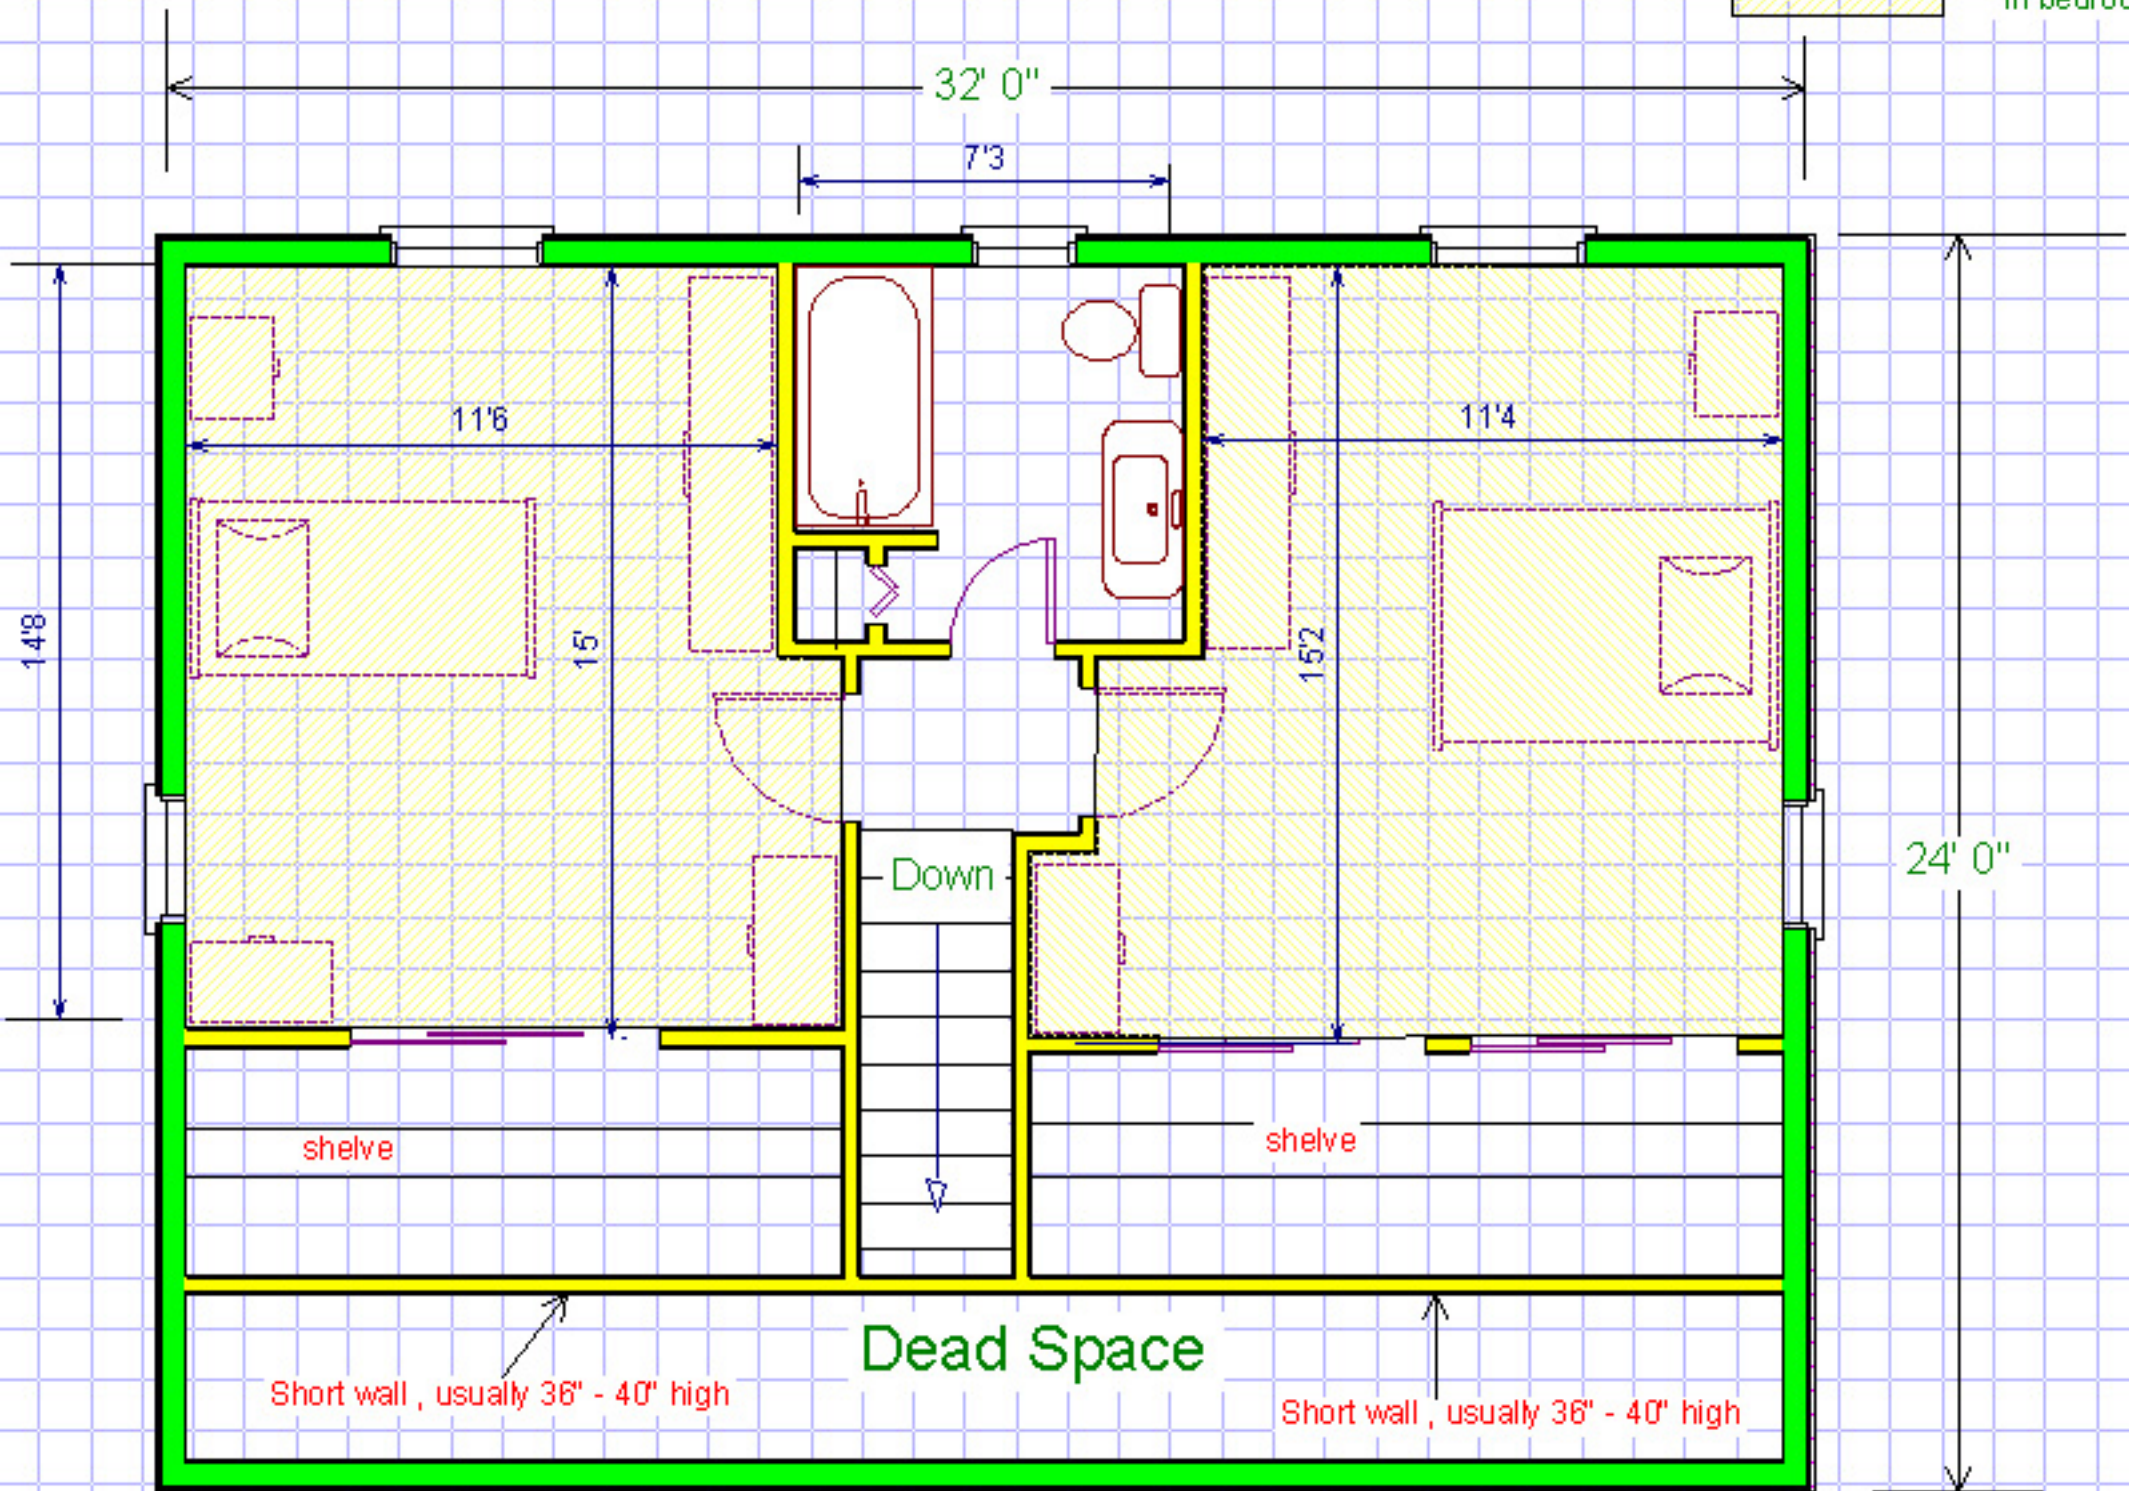 32' 0"
7'3
11'6
11'4
14'8
15'
15'2
24' 0"
Down
shelve
shelve
Dead Space
Short wall , usually 36" - 40" high
Short wall , usually 36" - 40" high